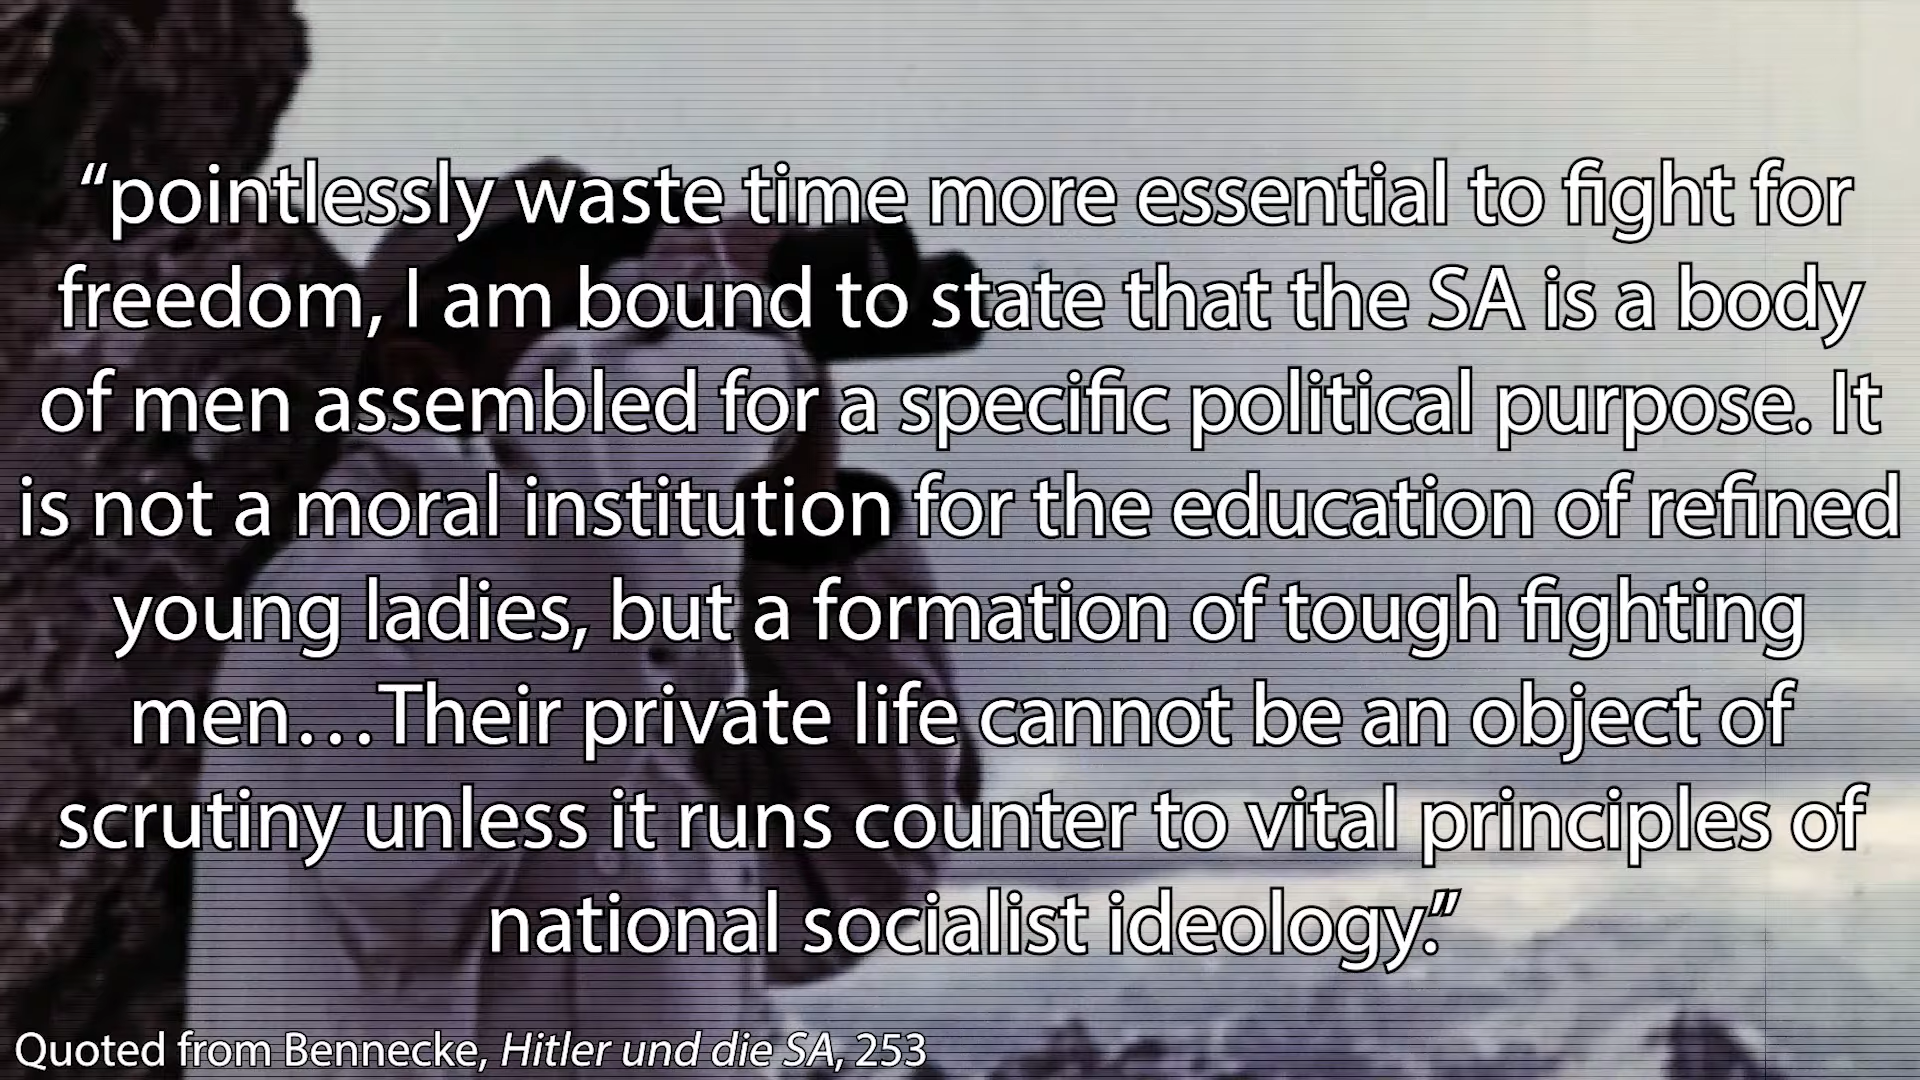 “pointlessly waste time more essential to fight for
freedom, I am bound to state that the SA is a body
of men assembled for a specific political purpose. It
is not a moral institution for the education of refined
young ladies, but a formation of tough fighting
men…Their private life cannot be an object of
scrutiny unless it runs counter to vital principles of
national socialist ideology.”
Quoted from Bennecke, Hitler und die SA, 253